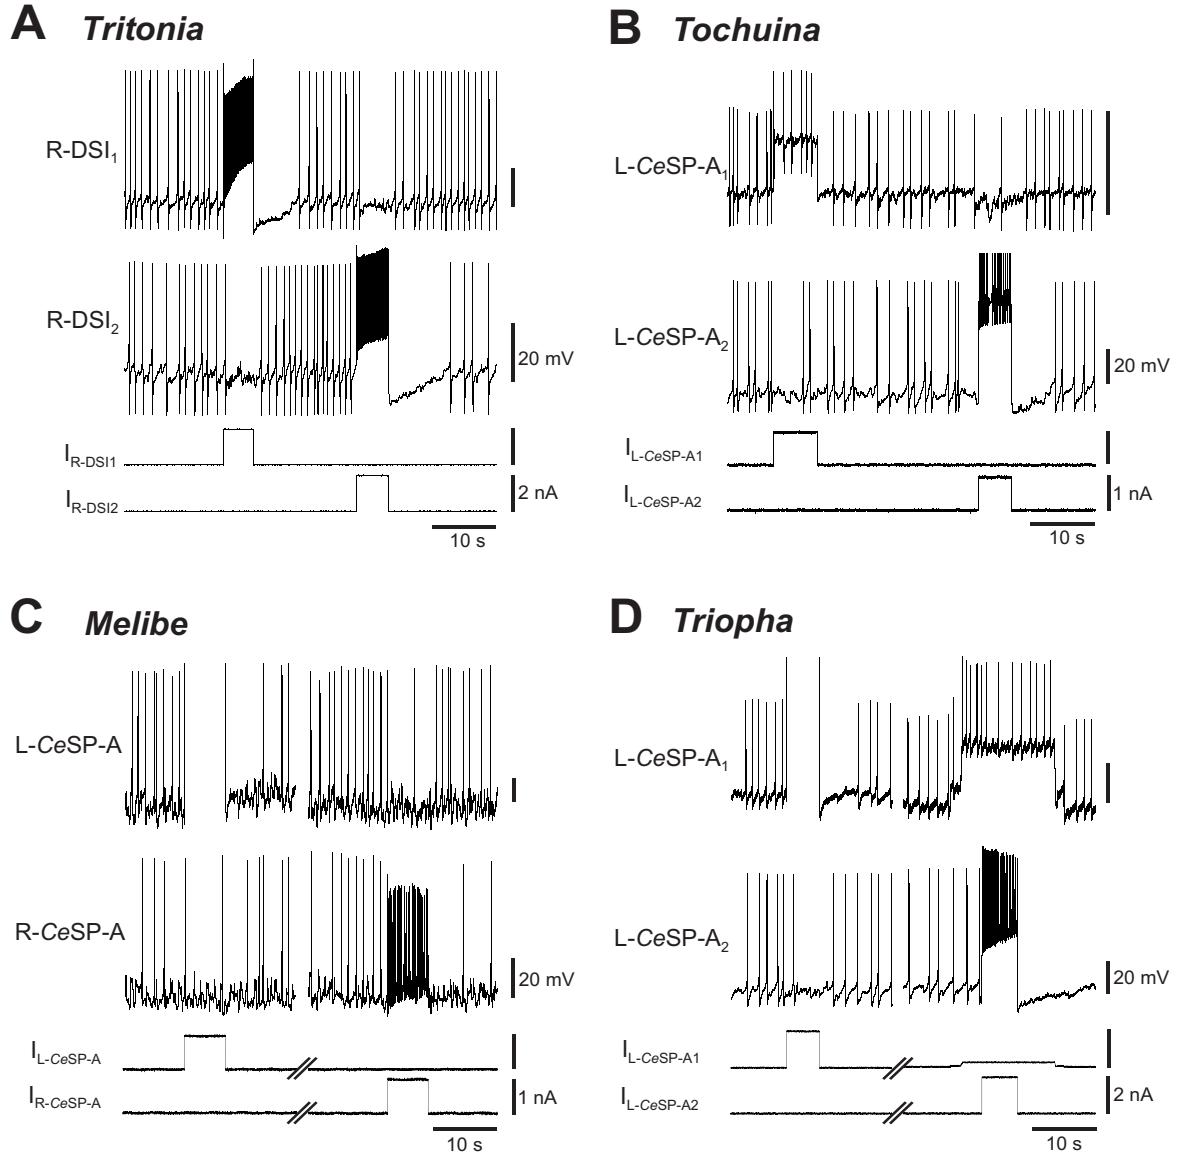 A Tritonia
R-DSI1
R-DSI2
20 mV
IR-DSI1
IR-DSI2
2 nA
10 s
B Tochuina
L-CeSP-A1
L-CeSP-A2
20 mV
IL-CeSP-A1
IL-CeSP-A2
1 nA
10 s
C Melibe
L-CeSP-A
R-CeSP-A
20 mV
IL-CeSP-A
IR-CeSP-A
1 nA
10 s
D Triopha
L-CeSP-A1
L-CeSP-A2
20 mV
IL-CeSP-A1
IL-CeSP-A2
2 nA
10 s